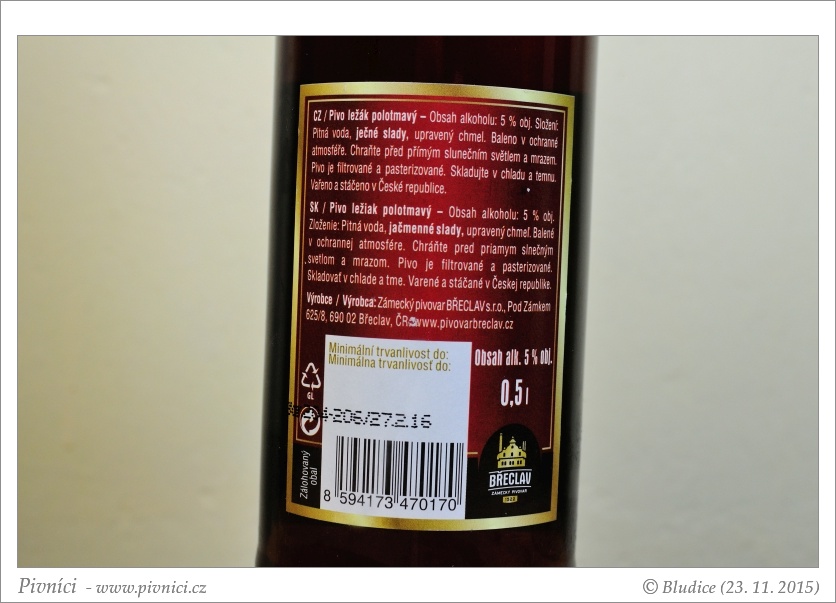 CZ / Pivo ležák polotmavý – Obsah alkoholu: 5 % obj. Složení:
Pitná voda, ječné slady, upravený chmel. Baleno v ochranné
atmosféře. Chraňte před přímým slunečním světlem a mrazem.
Pivo je filtrované a pasterizované. Skladujte v chladu a temnu.
Vařeno a stáčeno v České republice.
SK / Pivo ležiak polotmavý – Obsah alkoholu: 5 % obj.
Zloženie: Pitná voda, jačmenné slady, upravený chmeľ. Balené
v ochrannej atmosfére. Chráňte pred priamym slnečným
svetlom a mrazom. Pivo je filtrované a pasterizované.
Skladovať v chlade a tme. Varené a stáčané v Českej republike.
Výrobce / Výrobca: Zámecký pivovar BŘECLAV s.r.o., Pod Zámkem
625/8, 690 02 Břeclav, ČR www.pivovarbreclav.cz
Minimální trvanlivost do:
Minimálna trvanlivosť do:
Obsah alk. 5 % obj.
0,5 l
GL
4-206/27.2.16
Zálohovaný
obal
8 594173 470170
BŘECLAV
ZÁMECKÝ PIVOVAR
Pivníci - www.pivnici.cz
© Bludice (23. 11. 2015)